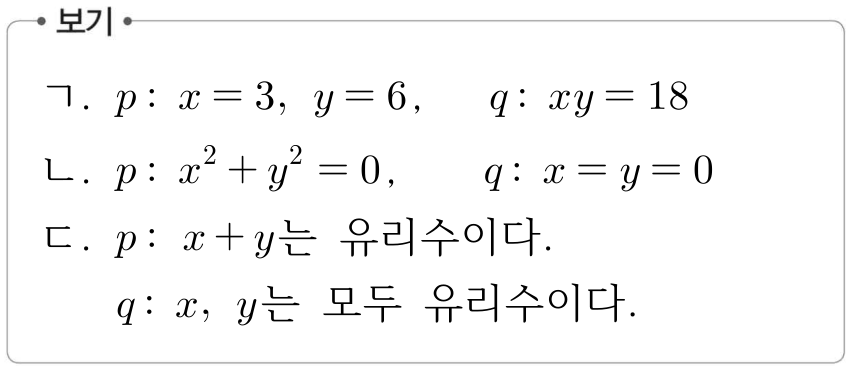 보기
ㄱ. p : x = 3, y = 6, q : xy = 18
ㄴ. p : x² + y² = 0, q : x = y = 0
ㄷ. p : x + y는 유리수이다.
q : x, y는 모두 유리수이다.